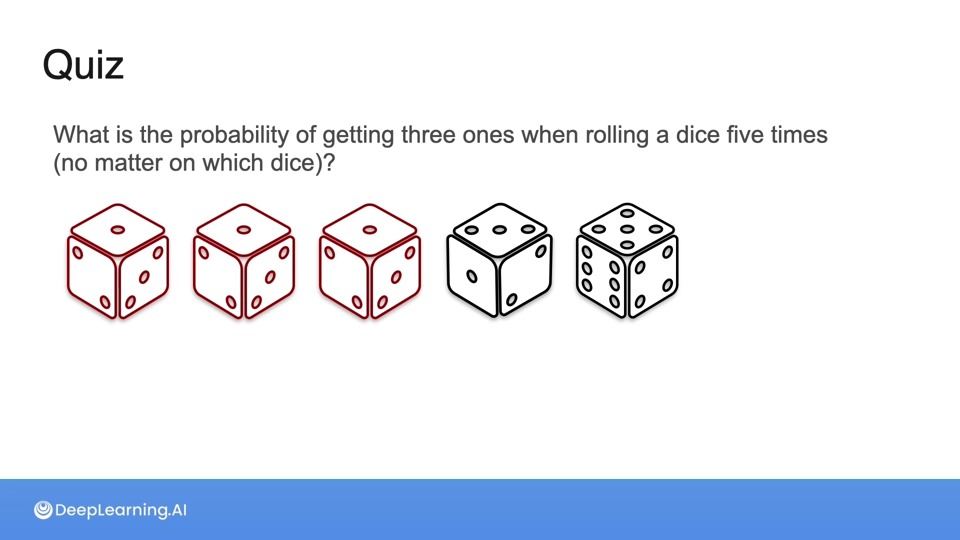 Quiz
What is the probability of getting three ones when rolling a dice five times
(no matter on which dice)?
DeepLearning.AI